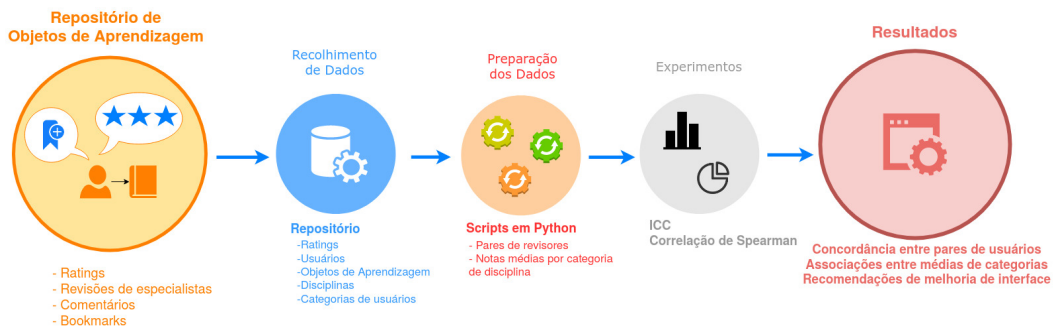 Repositório de
Objetos de Aprendizagem
- Ratings
- Revisões de especialistas
- Comentários
- Bookmarks
Recolhimento
de Dados
Repositório
-Ratings
-Usuários
-Objetos de Aprendizagem
-Disciplinas
-Categorias de usuários
Preparação
dos Dados
Scripts em Python
- Pares de revisores
- Notas médias por categoria
de disciplina
Experimentos
ICC
Correlação de Spearman
Resultados
Concordância entre pares de usuários
Associações entre médias de categorias
Recomendações de melhoria de interface